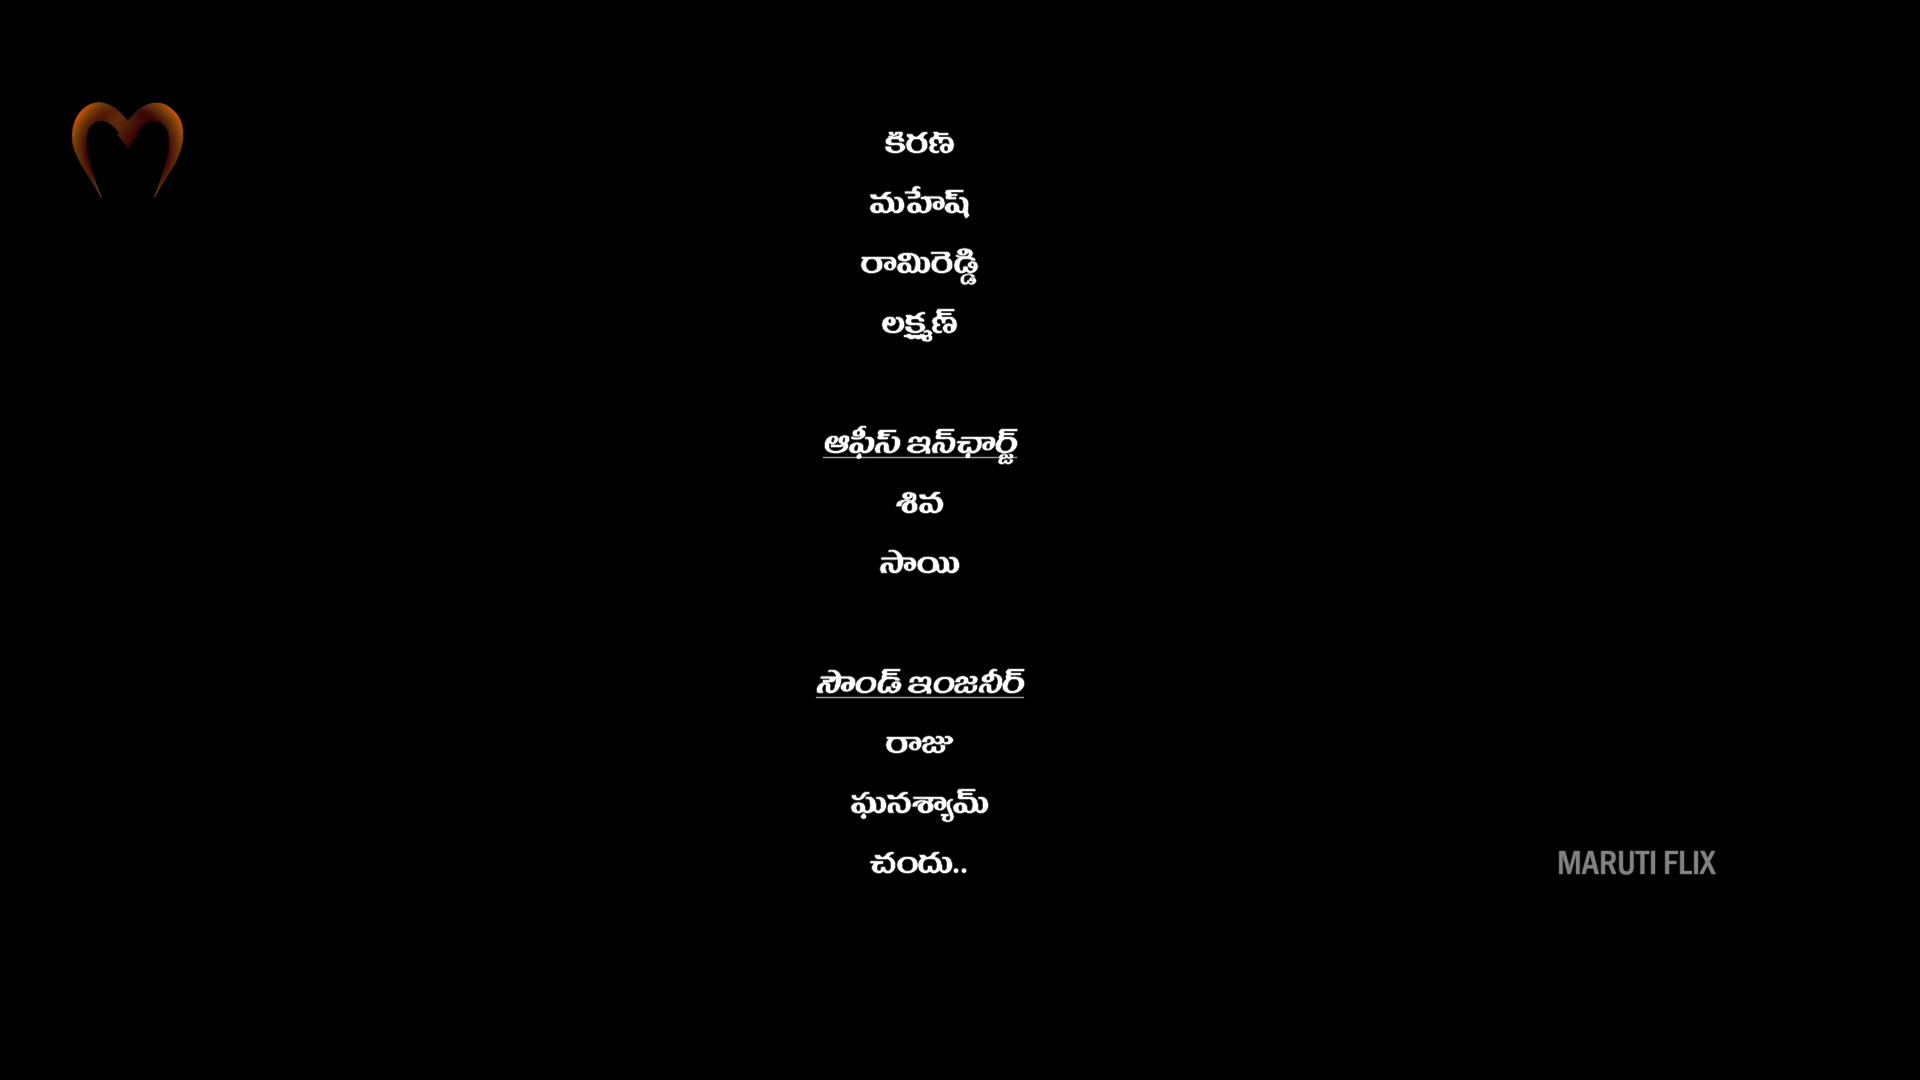 కిరణ్
మహేష్
రామిరెడ్డి
లక్ష్మణ్
ఆఫీస్ ఇన్‌ఛార్జ్
శివ
సాయి
సౌండ్ ఇంజనీర్
రాజు
ఘనశ్యామ్
చందు..
MARUTI FLIX